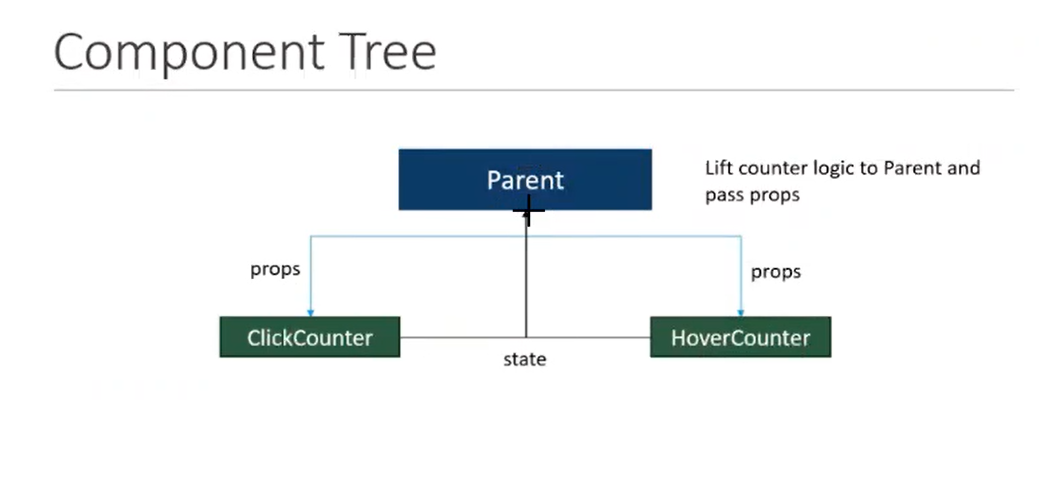 Component Tree
Parent
Lift counter logic to Parent and
pass props
props
props
ClickCounter
HoverCounter
state